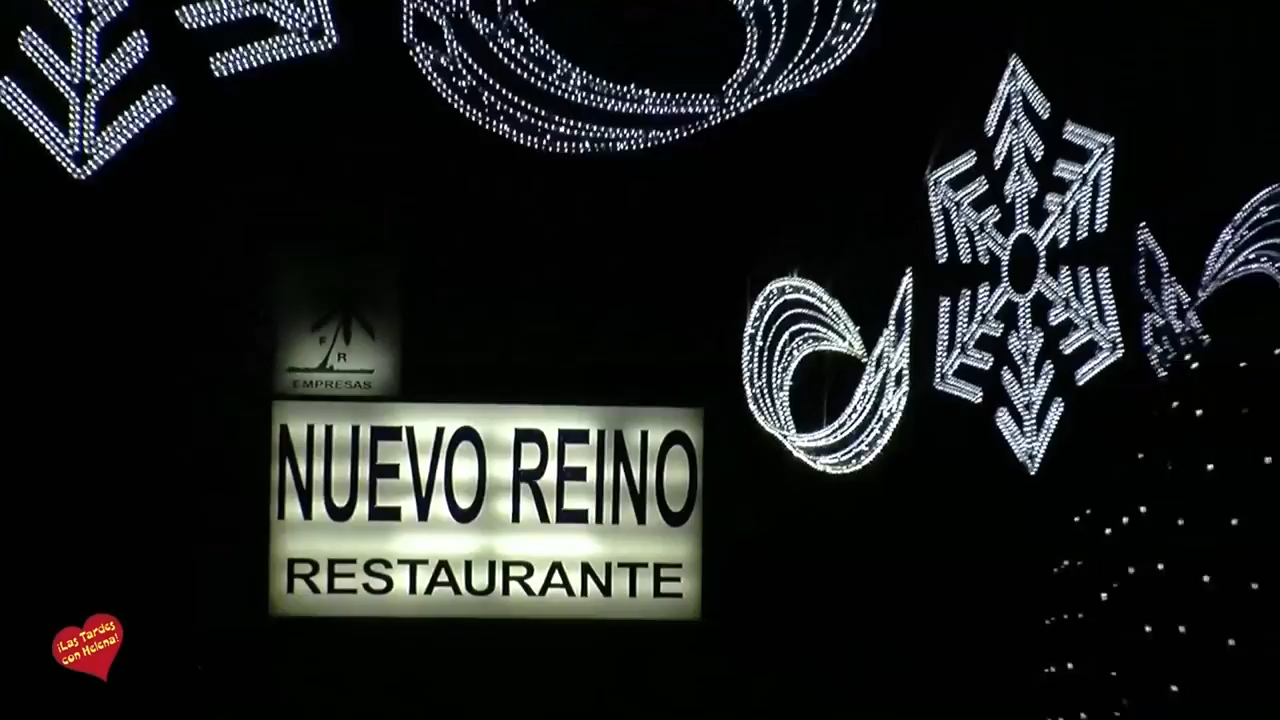 F
R
EMPRESAS
NUEVO REINO
RESTAURANTE
¡Las Tardes
con Helena!